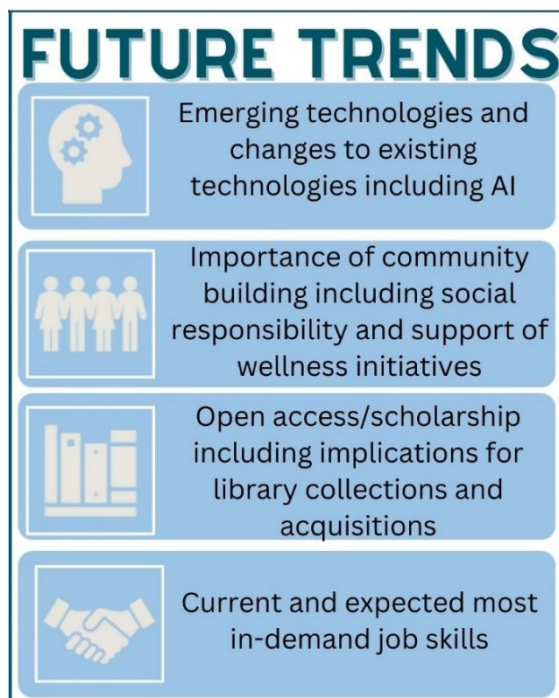 FUTURE TRENDS
Emerging technologies and
changes to existing
technologies including AI
Importance of community
building including social
responsibility and support of
wellness initiatives
Open access/scholarship
including implications for
library collections and
acquisitions
Current and expected most
in-demand job skills